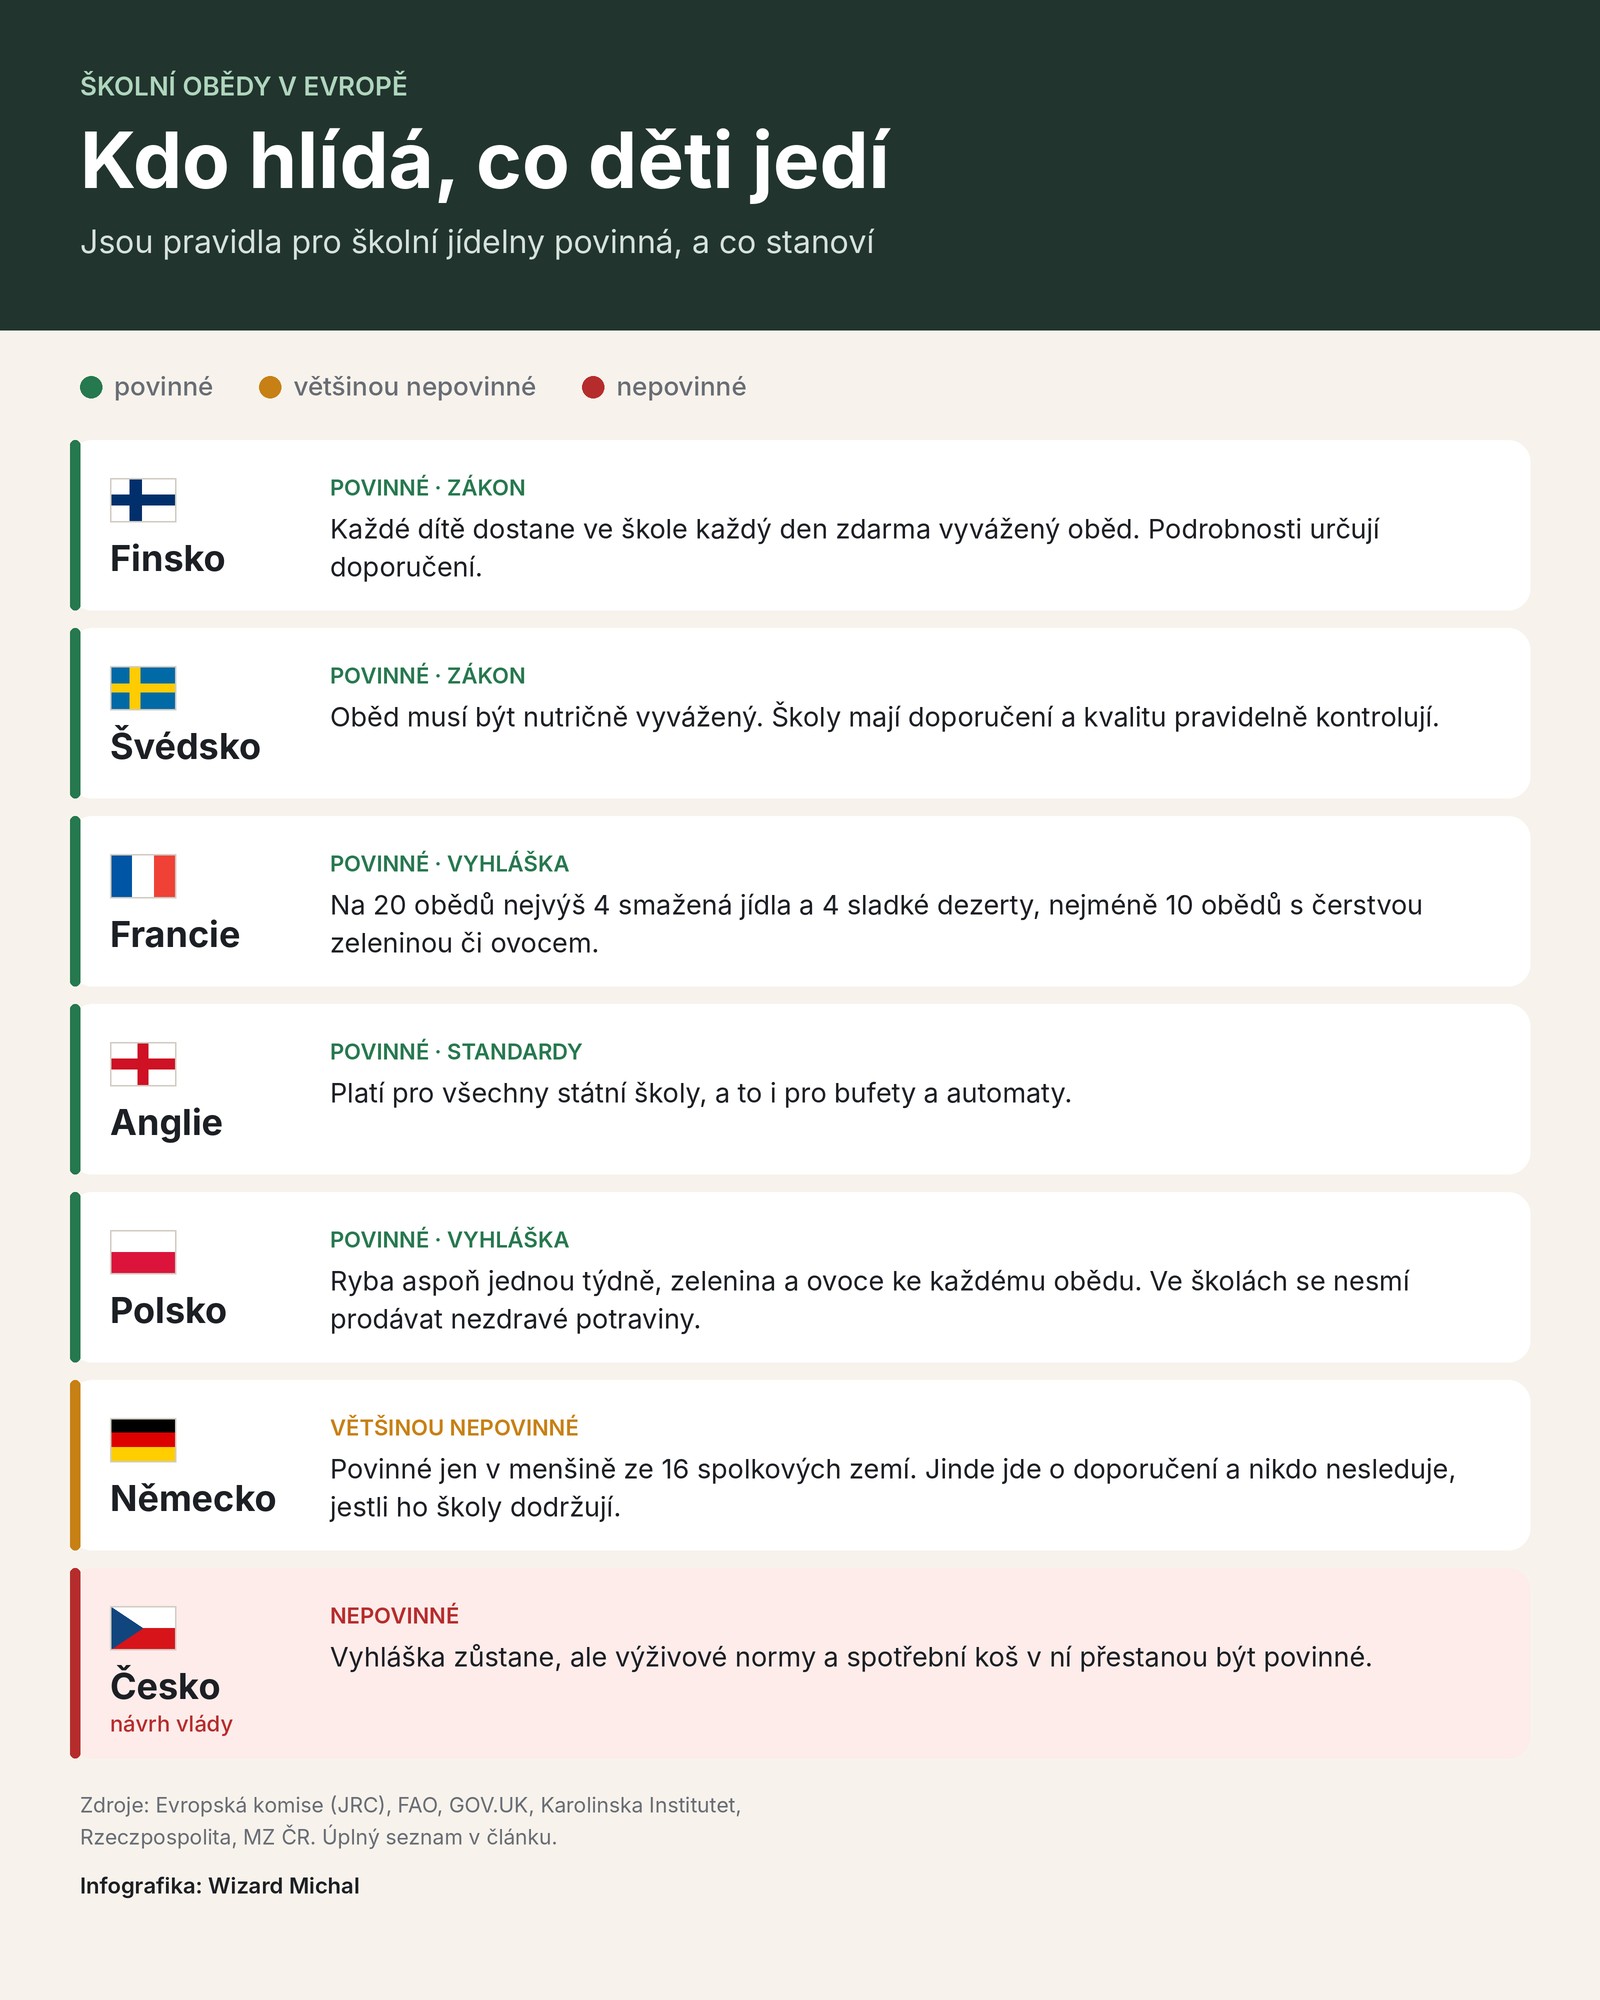 ŠKOLNÍ OBĚDY V EVROPĚ
Kdo hlídá, co děti jedí
Jsou pravidla pro školní jídelny povinná, a co stanoví
povinné
většinou nepovinné
nepovinné
Finsko
POVINNÉ · ZÁKON
Každé dítě dostane ve škole každý den zdarma vyvážený oběd. Podrobnosti určují
doporučení.
Švédsko
POVINNÉ · ZÁKON
Oběd musí být nutričně vyvážený. Školy mají doporučení a kvalitu pravidelně kontrolují.
Francie
POVINNÉ · VYHLÁŠKA
Na 20 obědů nejvýš 4 smažená jídla a 4 sladké dezerty, nejméně 10 obědů s čerstvou
zeleninou či ovocem.
Anglie
POVINNÉ · STANDARDY
Platí pro všechny státní školy, a to i pro bufety a automaty.
Polsko
POVINNÉ · VYHLÁŠKA
Ryba aspoň jednou týdně, zelenina a ovoce ke každému obědu. Ve školách se nesmí
prodávat nezdravé potraviny.
Německo
VĚTŠINOU NEPOVINNÉ
Povinné jen v menšině ze 16 spolkových zemí. Jinde jde o doporučení a nikdo nesleduje,
jestli ho školy dodržují.
Česko
návrh vlády
NEPOVINNÉ
Vyhláška zůstane, ale výživové normy a spotřební koš v ní přestanou být povinné.
Zdroje: Evropská komise (JRC), FAO, GOV.UK, Karolinska Institutet,
Rzeczpospolita, MZ ČR. Úplný seznam v článku.
Infografika: Wizard Michal